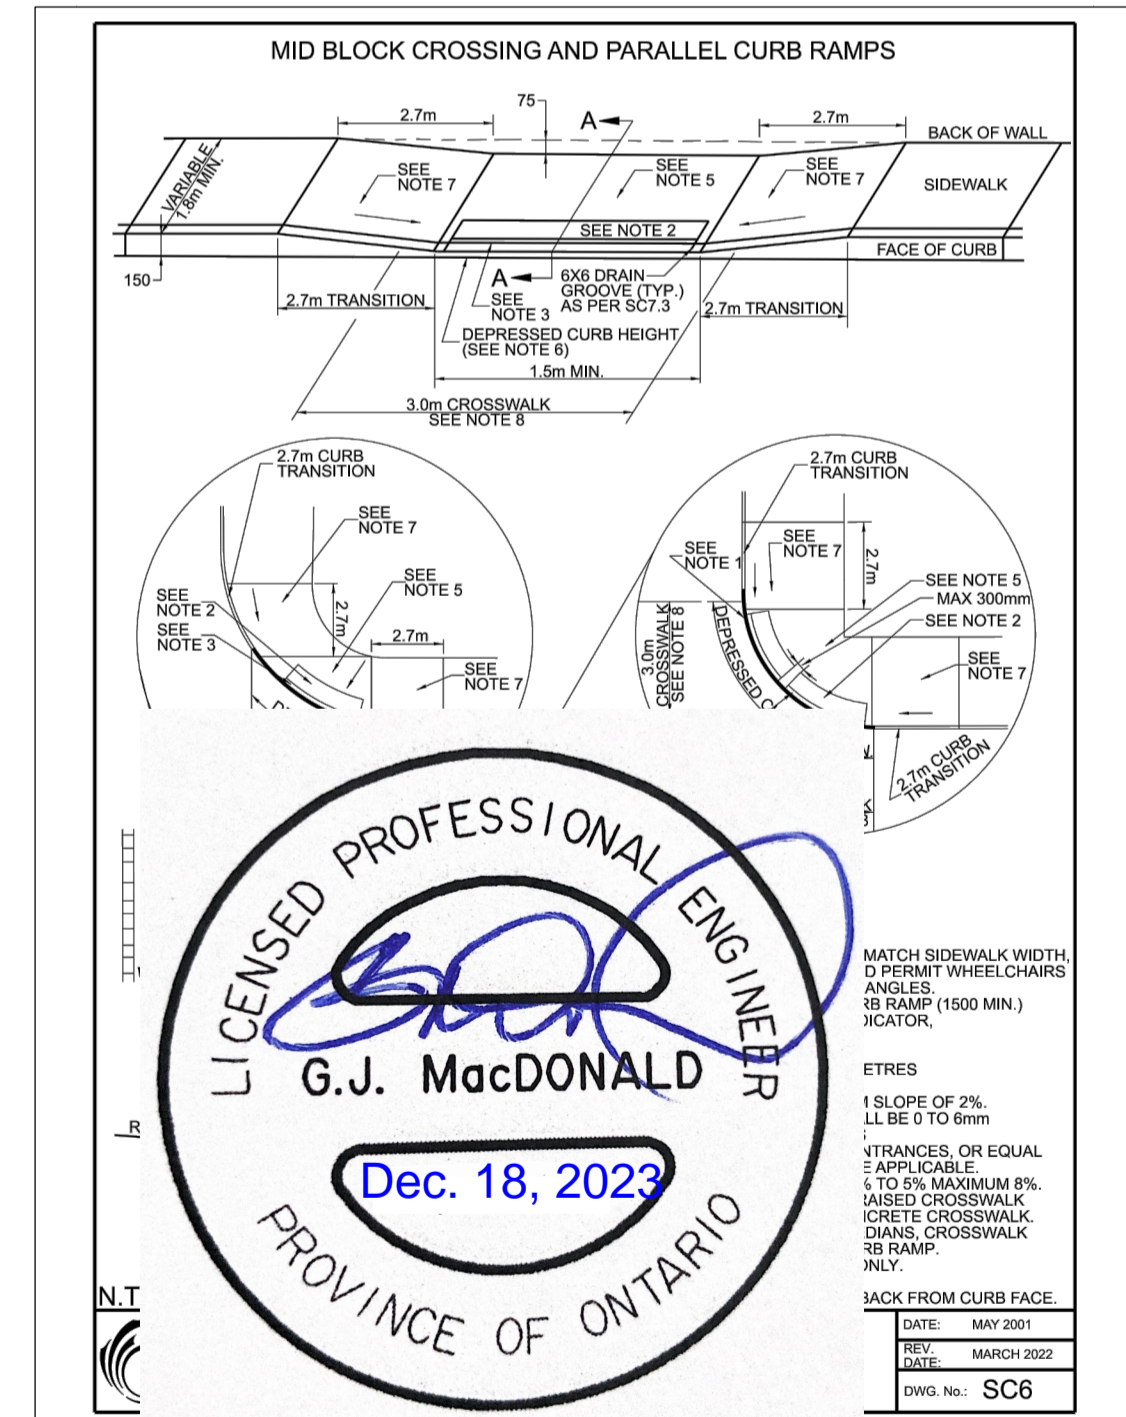 MID BLOCK CROSSING AND PARALLEL CURB RAMPS
75
A
2.7m
2.7m
BACK OF WALL
VARIABLE
1.8m MIN.
SEE
NOTE 7
SEE
NOTE 5
SEE
NOTE 7
SIDEWALK
SEE NOTE 2
FACE OF CURB
150
A
6X6 DRAIN
GROOVE (TYP.)
AS PER SC7.3
SEE
NOTE 3
2.7m TRANSITION
2.7m TRANSITION
DEPRESSED CURB HEIGHT
(SEE NOTE 6)
1.5m MIN.
3.0m CROSSWALK
SEE NOTE 8
2.7m CURB
TRANSITION
SEE
NOTE 7
SEE
NOTE 5
SEE
NOTE 2
SEE
NOTE 3
2.7m
2.7m
SEE
NOTE 7
2.7m CURB
TRANSITION
SEE
NOTE 1
SEE
NOTE 7
2.7m
SEE NOTE 5
MAX 300mm
SEE NOTE 2
3.0m
CROSSWALK
SEE NOTE 8
DEPRESSED C
SEE
NOTE 7
2.7m CURB
TRANSITION
LICENSED PROFESSIONAL ENGINEER
G.J. MacDONALD
Dec. 18, 2023
PROVINCE OF ONTARIO
MATCH SIDEWALK WIDTH,
D PERMIT WHEELCHAIRS
ANGLES.
RB RAMP (1500 MIN.)
DICATOR,
ETRES
SLOPE OF 2%.
LL BE 0 TO 6mm
NTRANCES, OR EQUAL
E APPLICABLE.
% TO 5% MAXIMUM 8%.
RAISED CROSSWALK
CRETE CROSSWALK.
DIANS, CROSSWALK
RB RAMP.
ONLY.
R
N.T
BACK FROM CURB FACE.
DATE: MAY 2001
REV.
DATE: MARCH 2022
DWG. No.: SC6